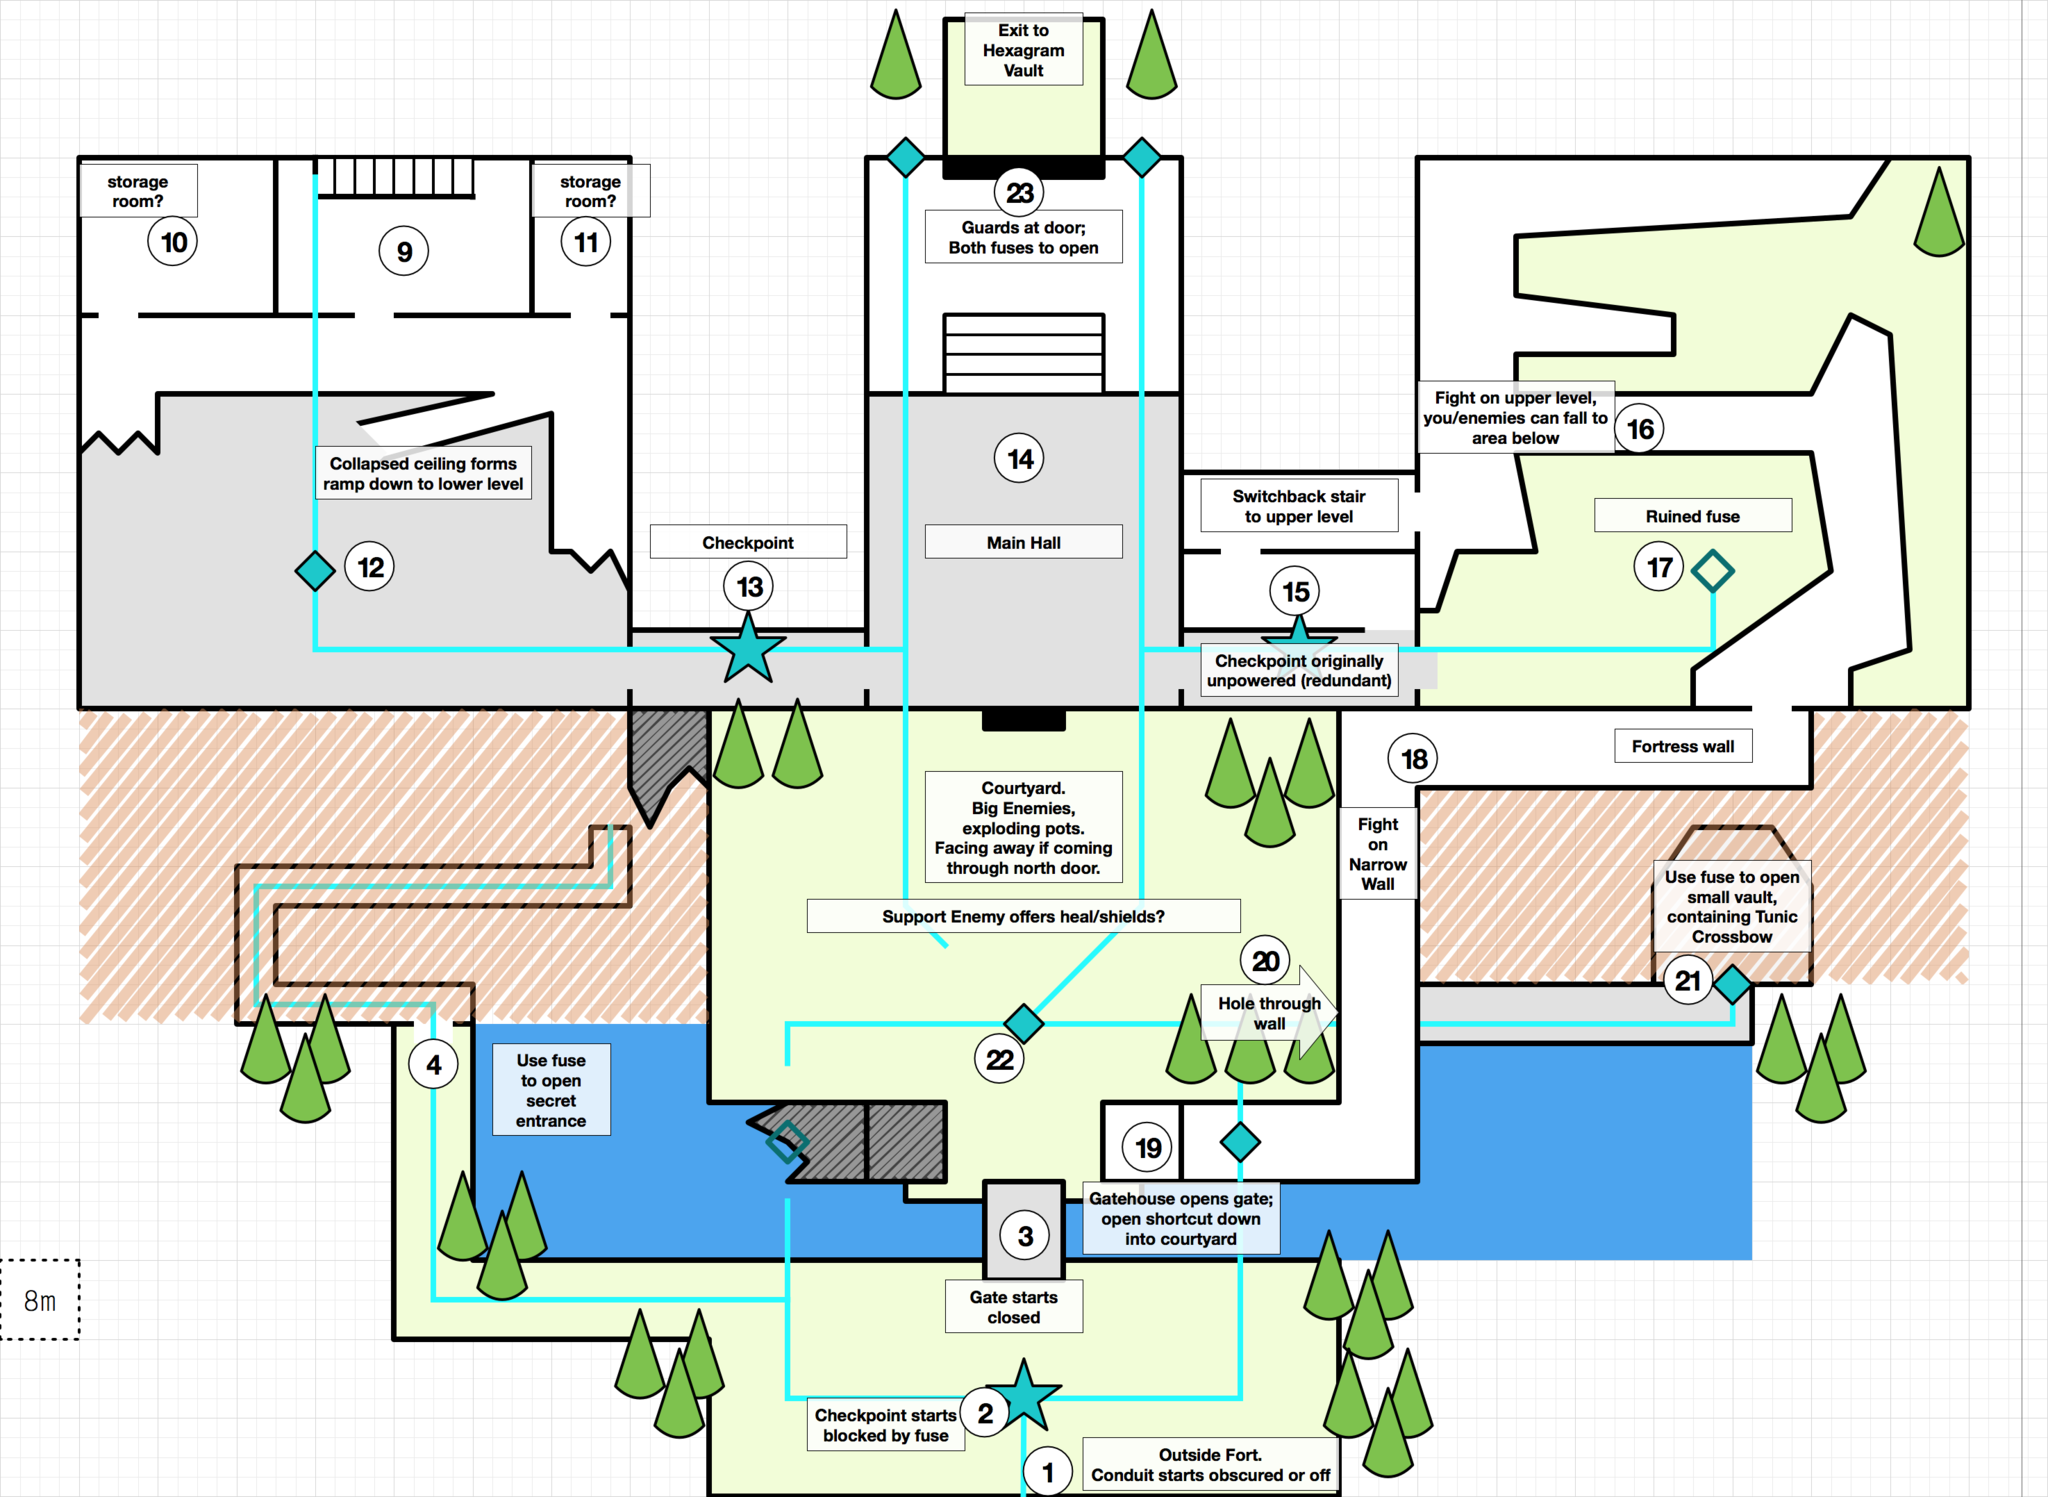 Exit to
Hexagram
Vault
storage
room?
10
9
storage
room?
11
23
Guards at door;
Both fuses to open
Collapsed ceiling forms
ramp down to lower level
12
Checkpoint
13
14
Main Hall
Switchback stair
to upper level
15
Checkpoint originally
unpowered (redundant)
Fight on upper level,
you/enemies can fall to
area below
16
Ruined fuse
17
18
Fortress wall
Courtyard.
Big Enemies,
exploding pots.
Facing away if coming
through north door.
Fight
on
Narrow
Wall
Support Enemy offers heal/shields?
Use fuse to open
small vault,
containing Tunic
Crossbow
20
21
Hole through
wall
22
4
Use fuse
to open
secret
entrance
19
Gatehouse opens gate;
open shortcut down
into courtyard
3
Gate starts
closed
8m
Checkpoint starts
blocked by fuse
2
1
Outside Fort.
Conduit starts obscured or off